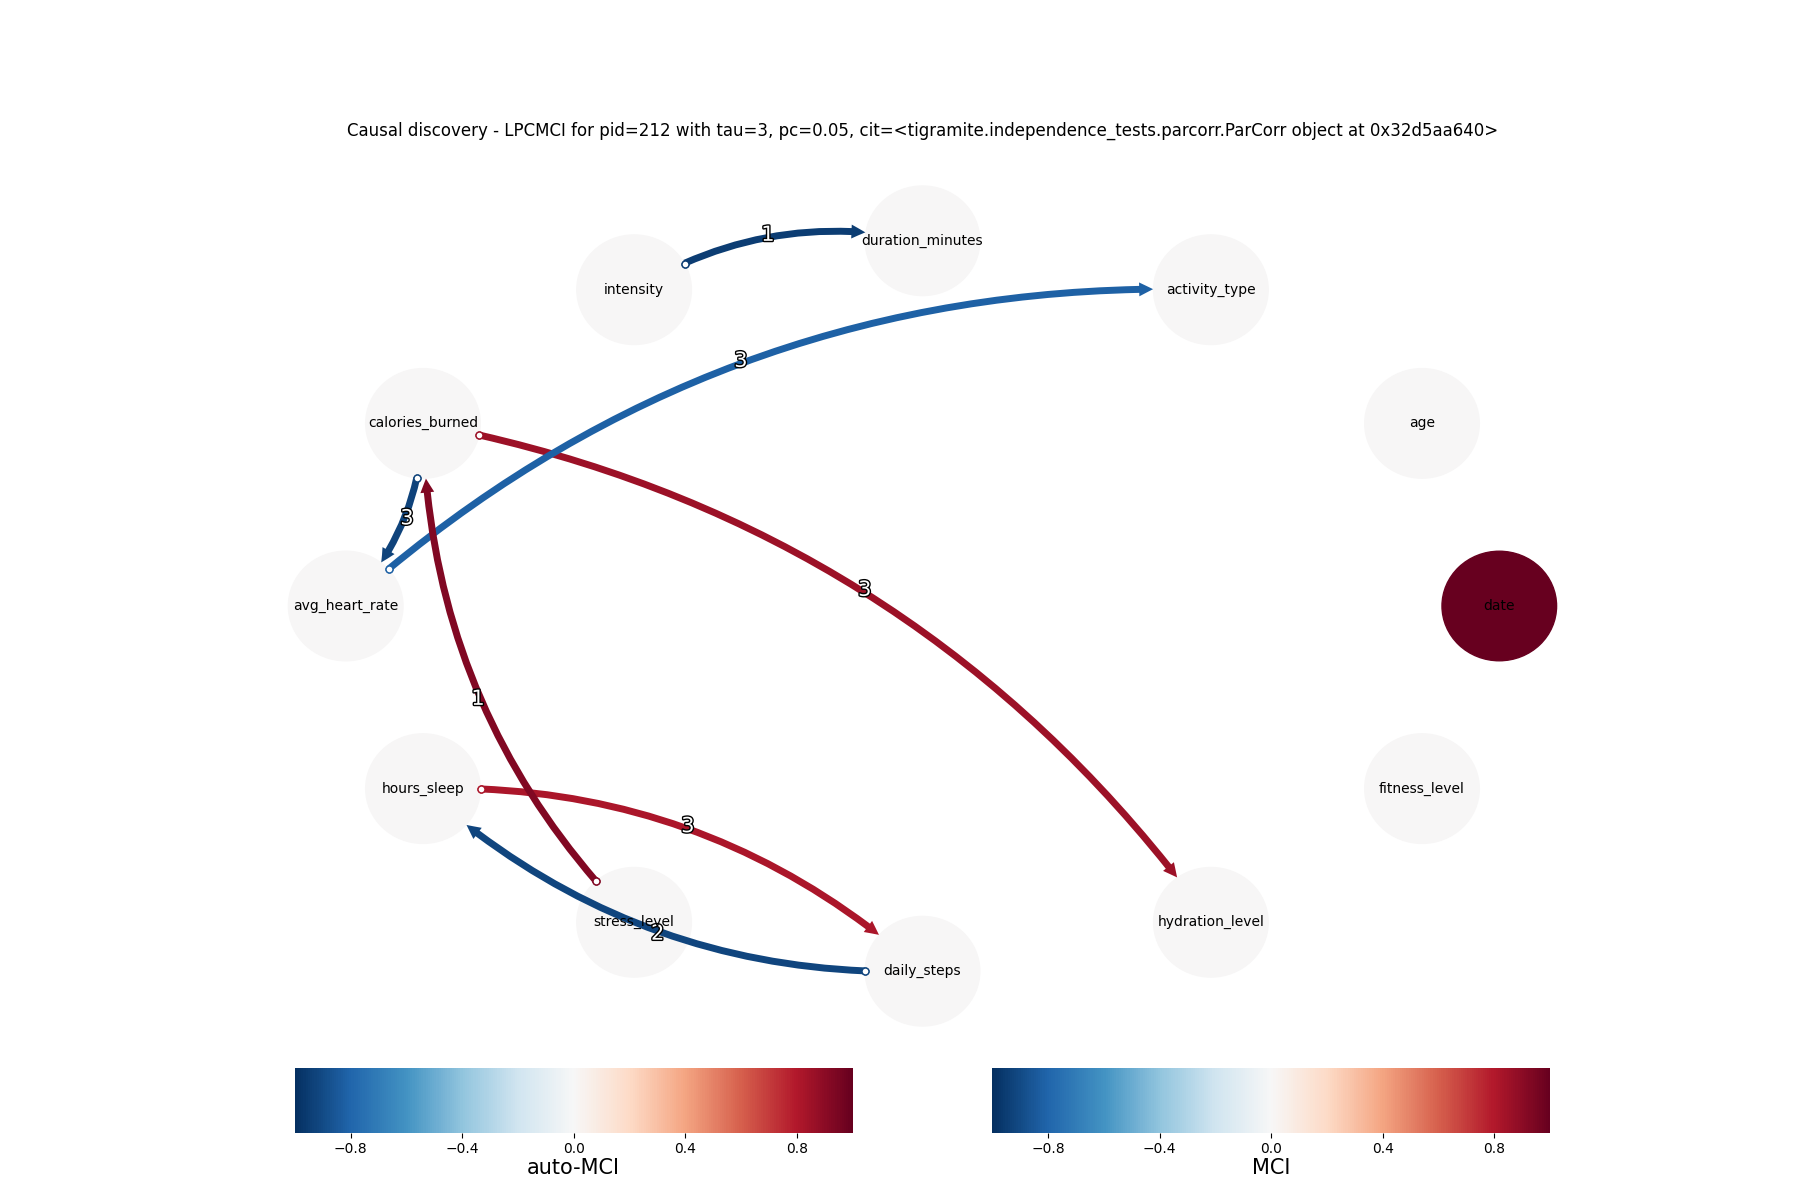 Causal discovery - LPCMCI for pid=212 with tau=3, pc=0.05, cit=<tigramite.independence_tests.parcorr.ParCorr object at 0x32d5aa640>
1
duration_minutes
intensity
activity_type
3
calories_burned
age
3
3
avg_heart_rate
date
1
hours_sleep
fitness_level
3
stress_level
2
hydration_level
daily_steps
−0.8 −0.4 0.0 0.4 0.8
auto-MCI
−0.8 −0.4 0.0 0.4 0.8
MCI